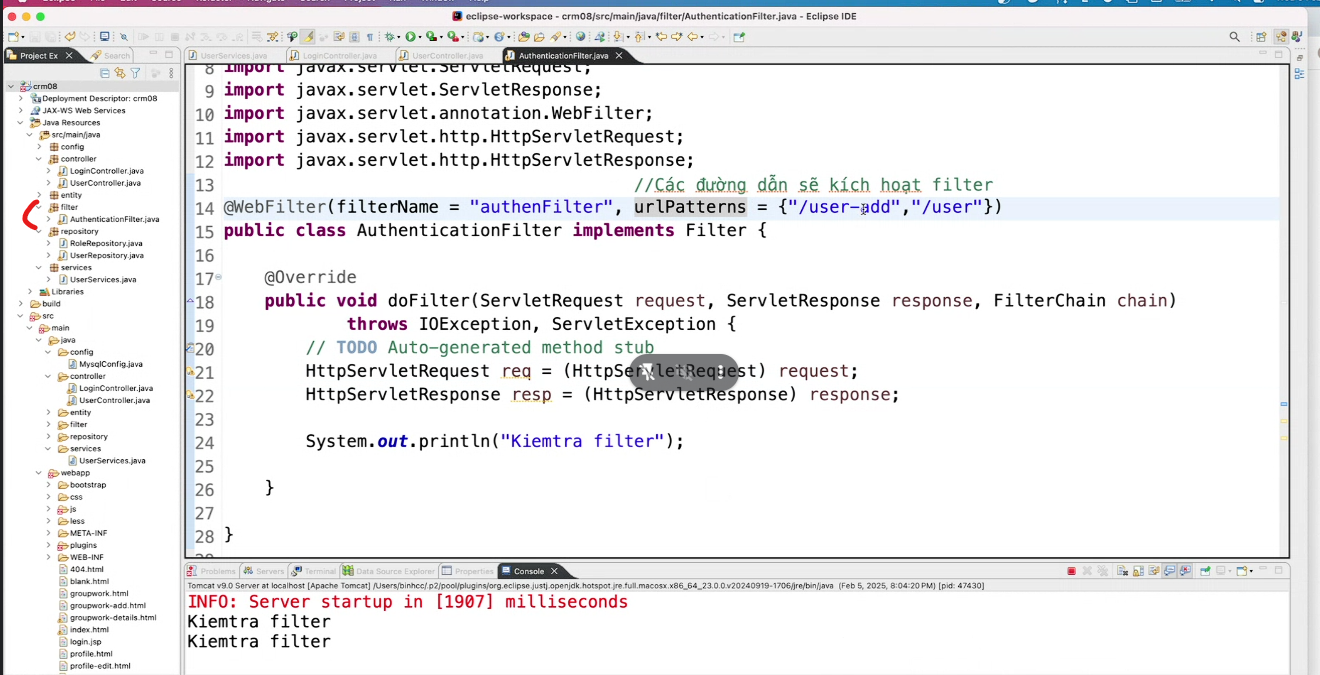 eclipse-workspace - crm08/src/main/java/filter/AuthenticationFilter.java - Eclipse IDE
Project Ex
Search
UserServices.java
LoginController.java
UserController.java
AuthenticationFilter.java
crm08
Deployment Descriptor: crm08
JAX-WS Web Services
Java Resources
src/main/java
config
controller
LoginController.java
UserController.java
entity
filter
AuthenticationFilter.java
repository
RoleRepository.java
UserRepository.java
services
UserServices.java
Libraries
build
src
main
java
config
MysqlConfig.java
controller
LoginController.java
UserController.java
entity
filter
repository
services
UserServices.java
webapp
bootstrap
css
js
less
META-INF
plugins
WEB-INF
404.html
blank.html
groupwork.html
groupwork-add.html
groupwork-details.html
index.html
login.jsp
profile.html
profile-edit.html
8 import javax.servlet.ServletRequest;
9 import javax.servlet.ServletResponse;
10 import javax.servlet.annotation.WebFilter;
11 import javax.servlet.http.HttpServletRequest;
12 import javax.servlet.http.HttpServletResponse;
13 //Các đường dẫn sẽ kích hoạt filter
14 @WebFilter(filterName = "authenFilter", urlPatterns = {"/user-add","/user"})
15 public class AuthenticationFilter implements Filter {
16
17 @Override
18 public void doFilter(ServletRequest request, ServletResponse response, FilterChain chain)
19 throws IOException, ServletException {
20 // TODO Auto-generated method stub
21 HttpServletRequest req = (HttpServletRequest) request;
22 HttpServletResponse resp = (HttpServletResponse) response;
23
24 System.out.println("Kiemtra filter");
25
26 }
27
28 }
Problems
Servers
Terminal
Data Source Explorer
Properties
Console
Tomcat v9.0 Server at localhost [Apache Tomcat] /Users/binhcc/.p2/pool/plugins/org.eclipse.justj.openjdk.hotspot.jre.full.macosx.x86_64_23.0.0.v20240919-1706/jre/bin/java (Feb 5, 2025, 8:04:20 PM) [pid: 47430]
INFO: Server startup in [1907] milliseconds
Kiemtra filter
Kiemtra filter